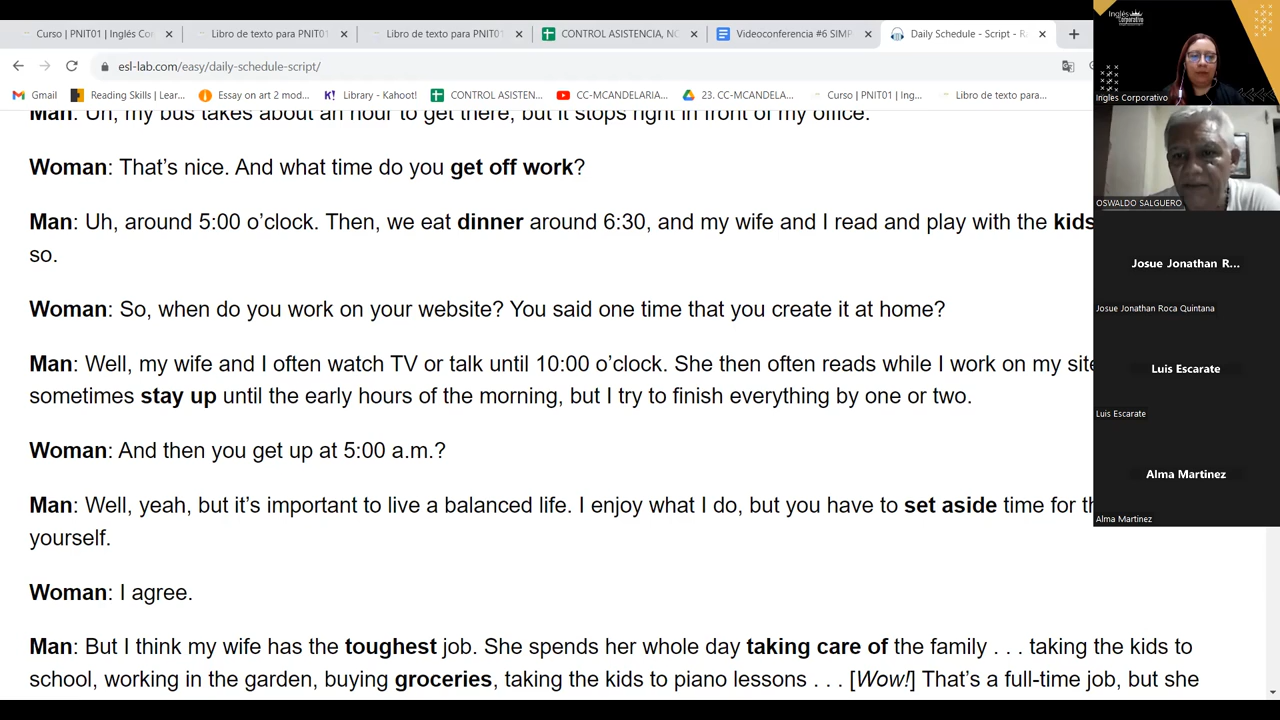 Curso | PNIT01 | Inglés Cor
Libro de texto para PNIT01
Libro de texto para PNIT01
CONTROL ASISTENCIA, NO
Videoconferencia #6 SIMP
Daily Schedule - Script - Ra
esl-lab.com/easy/daily-schedule-script/
Gmail
Reading Skills | Lear...
Essay on art 2 mod...
Library - Kahoot!
CONTROL ASISTEN...
CC-MCANDELARIA...
23. CC-MCANDELA...
Curso | PNIT01 | Ing...
Libro de texto para...
Man: Uh, my bus takes about an hour to get there, but it stops right in front of my office.
Woman: That's nice. And what time do you get off work?
Man: Uh, around 5:00 o'clock. Then, we eat dinner around 6:30, and my wife and I read and play with the kids
so.
Woman: So, when do you work on your website? You said one time that you create it at home?
Man: Well, my wife and I often watch TV or talk until 10:00 o'clock. She then often reads while I work on my site
sometimes stay up until the early hours of the morning, but I try to finish everything by one or two.
Woman: And then you get up at 5:00 a.m.?
Man: Well, yeah, but it's important to live a balanced life. I enjoy what I do, but you have to set aside time for th
yourself.
Woman: I agree.
Man: But I think my wife has the toughest job. She spends her whole day taking care of the family . . . taking the kids to
school, working in the garden, buying groceries, taking the kids to piano lessons . . . [Wow!] That's a full-time job, but she
Inglés
Corporativo
Ingles Corporativo
OSWALDO SALGUERO
Josue Jonathan R...
Josue Jonathan Roca Quintana
Luis Escarate
Luis Escarate
Alma Martinez
Alma Martinez